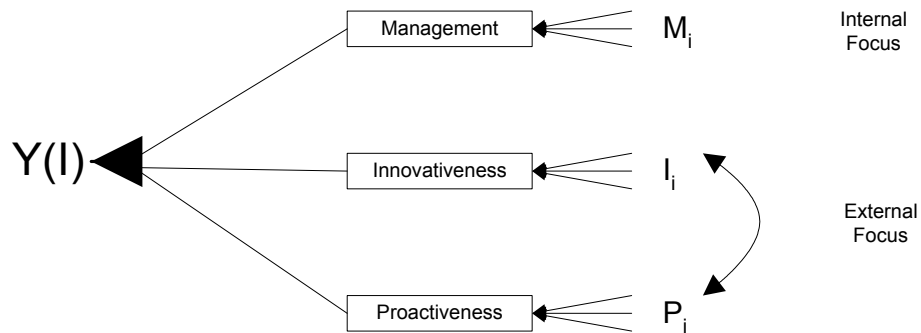 Management
M_i
Internal
Focus
Y(I)
Innovativeness
I_i
External
Focus
Proactiveness
P_i